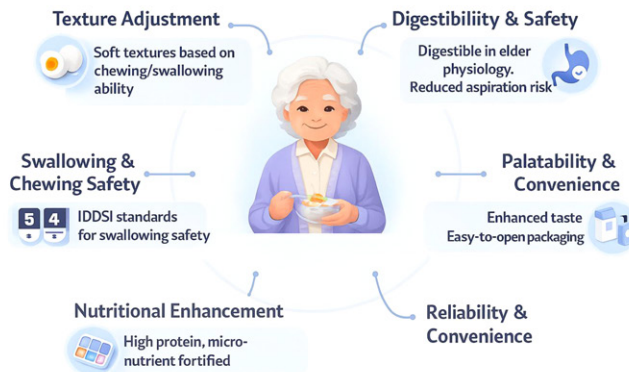 Texture Adjustment
Soft textures based on
chewing/swallowing
ability
Digestibiliity & Safety
Digestible in elder
physiology.
Reduced aspiration risk
Swallowing &
Chewing Safety
5 4
IDDSI standards
for swallowing safety
Palatability &
Convenience
Enhanced taste
Easy-to-open packaging
Nutritional Enhancement
High protein, micro-
nutrient fortified
Reliability &
Convenience